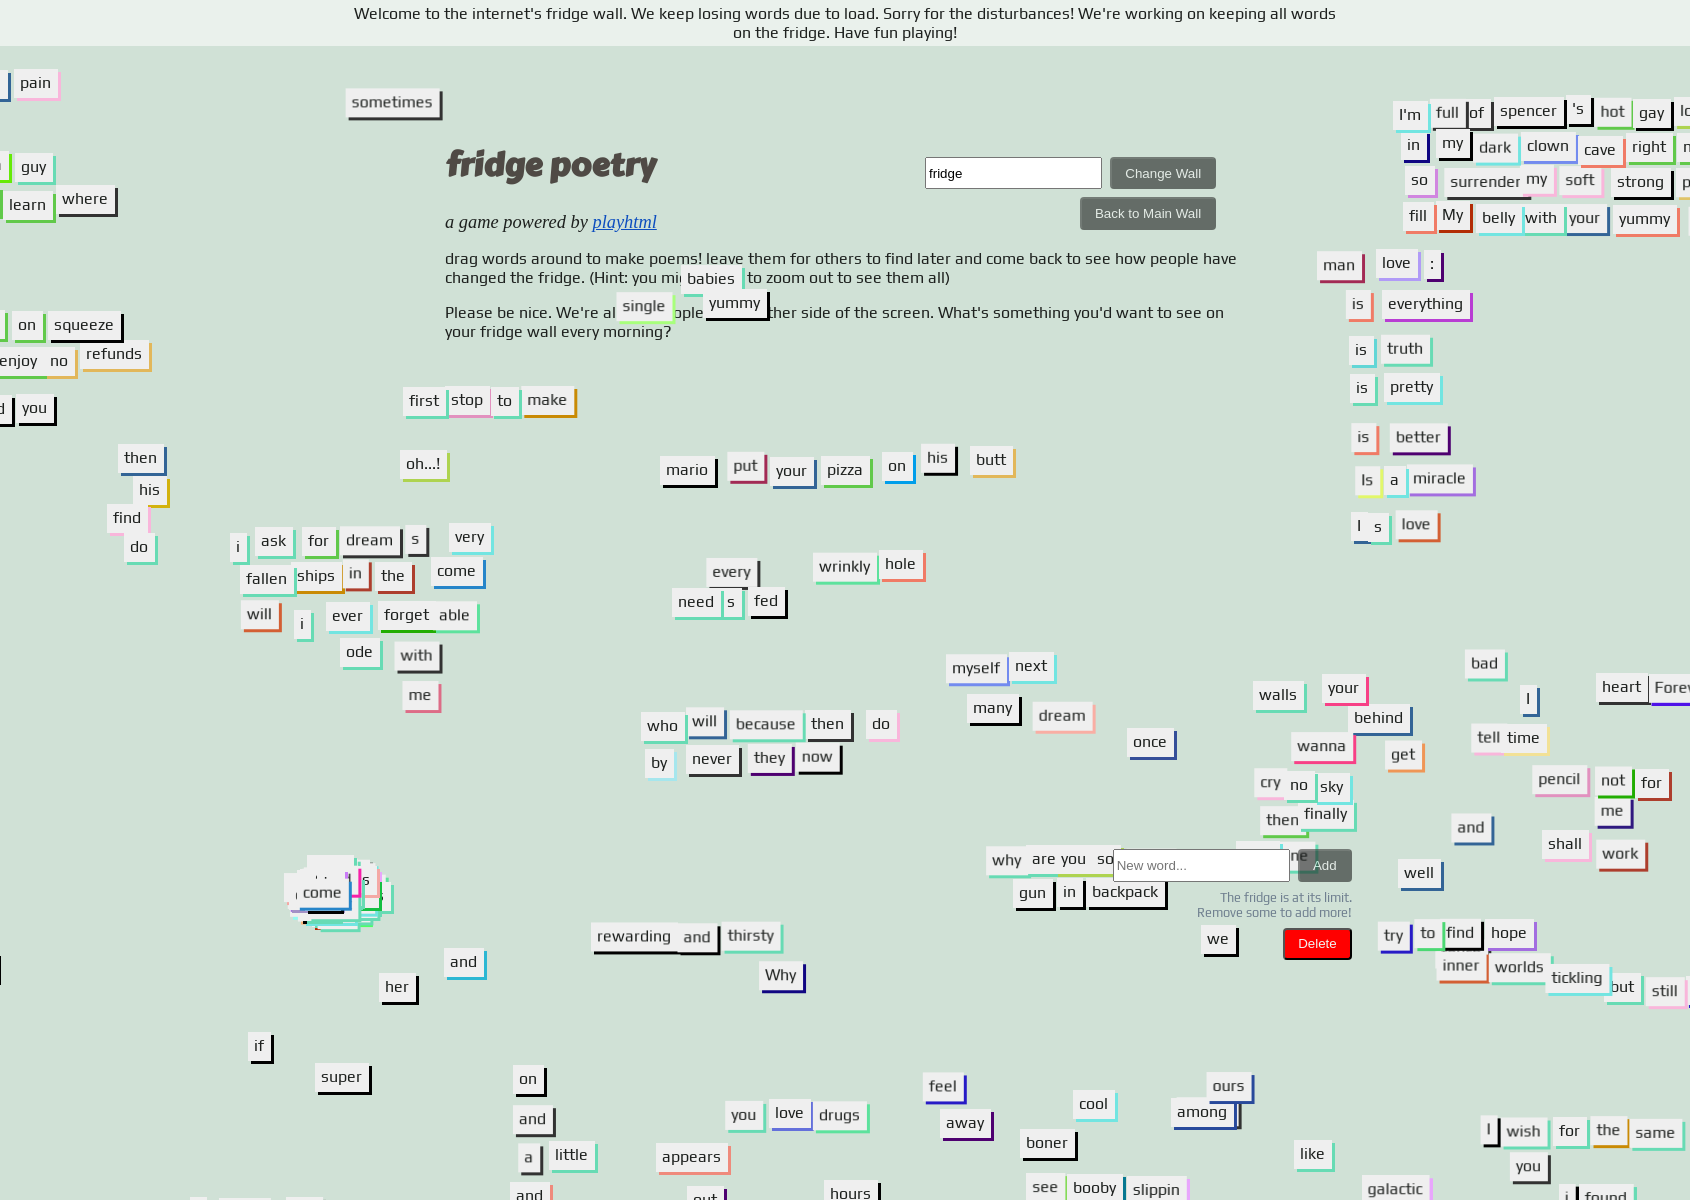 Welcome to the internet's fridge wall. We keep losing words due to load. Sorry for the disturbances! We're working on keeping all words
on the fridge. Have fun playing!
pain
sometimes
I'm full of spencer 's hot gay
in my dark clown cave right
so surrender my soft strong
fill My belly with your yummy
guy
learn where
fridge poetry
fridge
Change Wall
Back to Main Wall
a game powered by playhtml
drag words around to make poems! leave them for others to find later and come back to see how people have
changed the fridge. (Hint: you to zoom out to see them all)
babies
single yummy
Please be nice. We're side of the screen. What's something you'd want to see on
your fridge wall every morning?
man love :
is everything
is truth
is pretty
is better
Is a miracle
I s love
on squeeze
enjoy no refunds
you
first stop to make
then
his
find
do
oh...!
mario put your pizza on his butt
i ask for dream s very
fallen ships in the come
will i ever forget able
ode with
me
every
need s fed
wrinkly hole
myself next
many dream
once
who will because then do
by never they now
walls your
behind
wanna get
cry no sky
then finally
bad
I
tell time
heart
pencil not for
me
and
shall work
well
why are you so
gun in backpack
New word...
Add
The fridge is at its limit.
Remove some to add more!
we
Delete
come
rewarding and thirsty
Why
try to find hope
inner worlds tickling but still
and
her
if
super
on
and
a little
and
you love drugs
appears
out
hours
feel
away
cool
boner
ours
among
see booby slippin
like
galactic
I wish for the same
you
i found